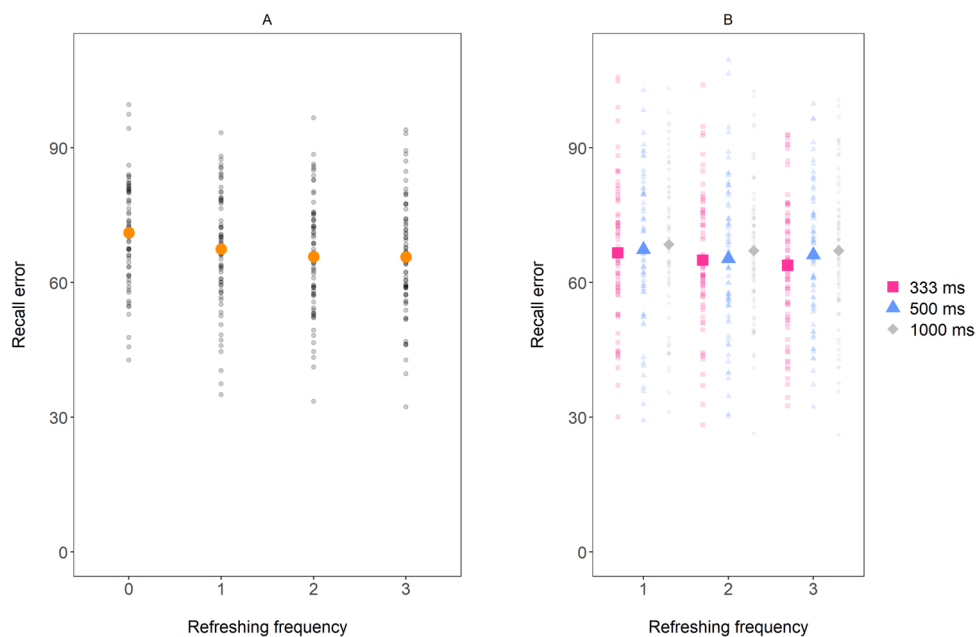 A
Recall error
90
60
30
0
0 1 2 3
Refreshing frequency
B
Recall error
90
60
30
0
1 2 3
Refreshing frequency
333 ms
500 ms
1000 ms